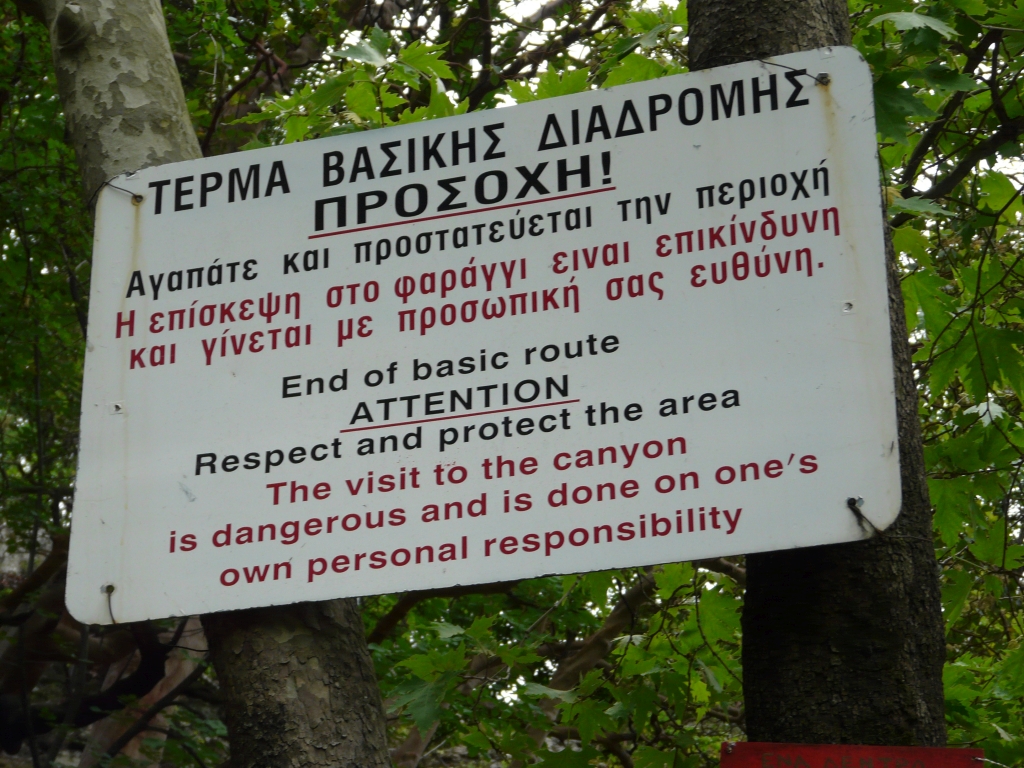 ΤΕΡΜΑ ΒΑΣΙΚΗΣ ΔΙΑΔΡΟΜΗΣ
ΠΡΟΣΟΧΗ!
Αγαπάτε και προστατεύεται την περιοχή
Η επίσκεψη στο φαράγγι ειναι επικίνδυνη
και γίνεται με προσωπική σας ευθύνη.
End of basic route
ATTENTION
Respect and protect the area
The visit to the canyon
is dangerous and is done on one's
own personal responsibility